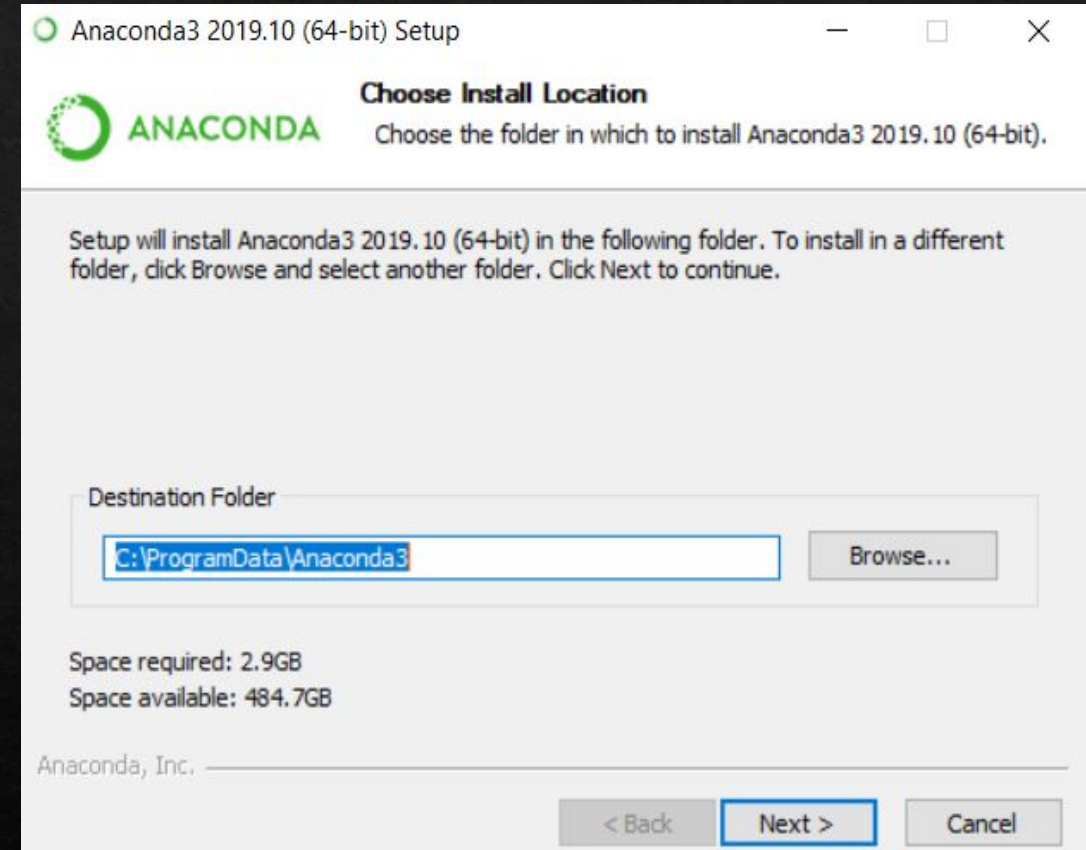 Anaconda3 2019.10 (64-bit) Setup
ANACONDA
Choose Install Location
Choose the folder in which to install Anaconda3 2019.10 (64-bit).
Setup will install Anaconda3 2019.10 (64-bit) in the following folder. To install in a different
folder, click Browse and select another folder. Click Next to continue.
Destination Folder
C:\ProgramData\Anaconda3
Browse...
Space required: 2.9GB
Space available: 484.7GB
Anaconda, Inc.
< Back
Next >
Cancel